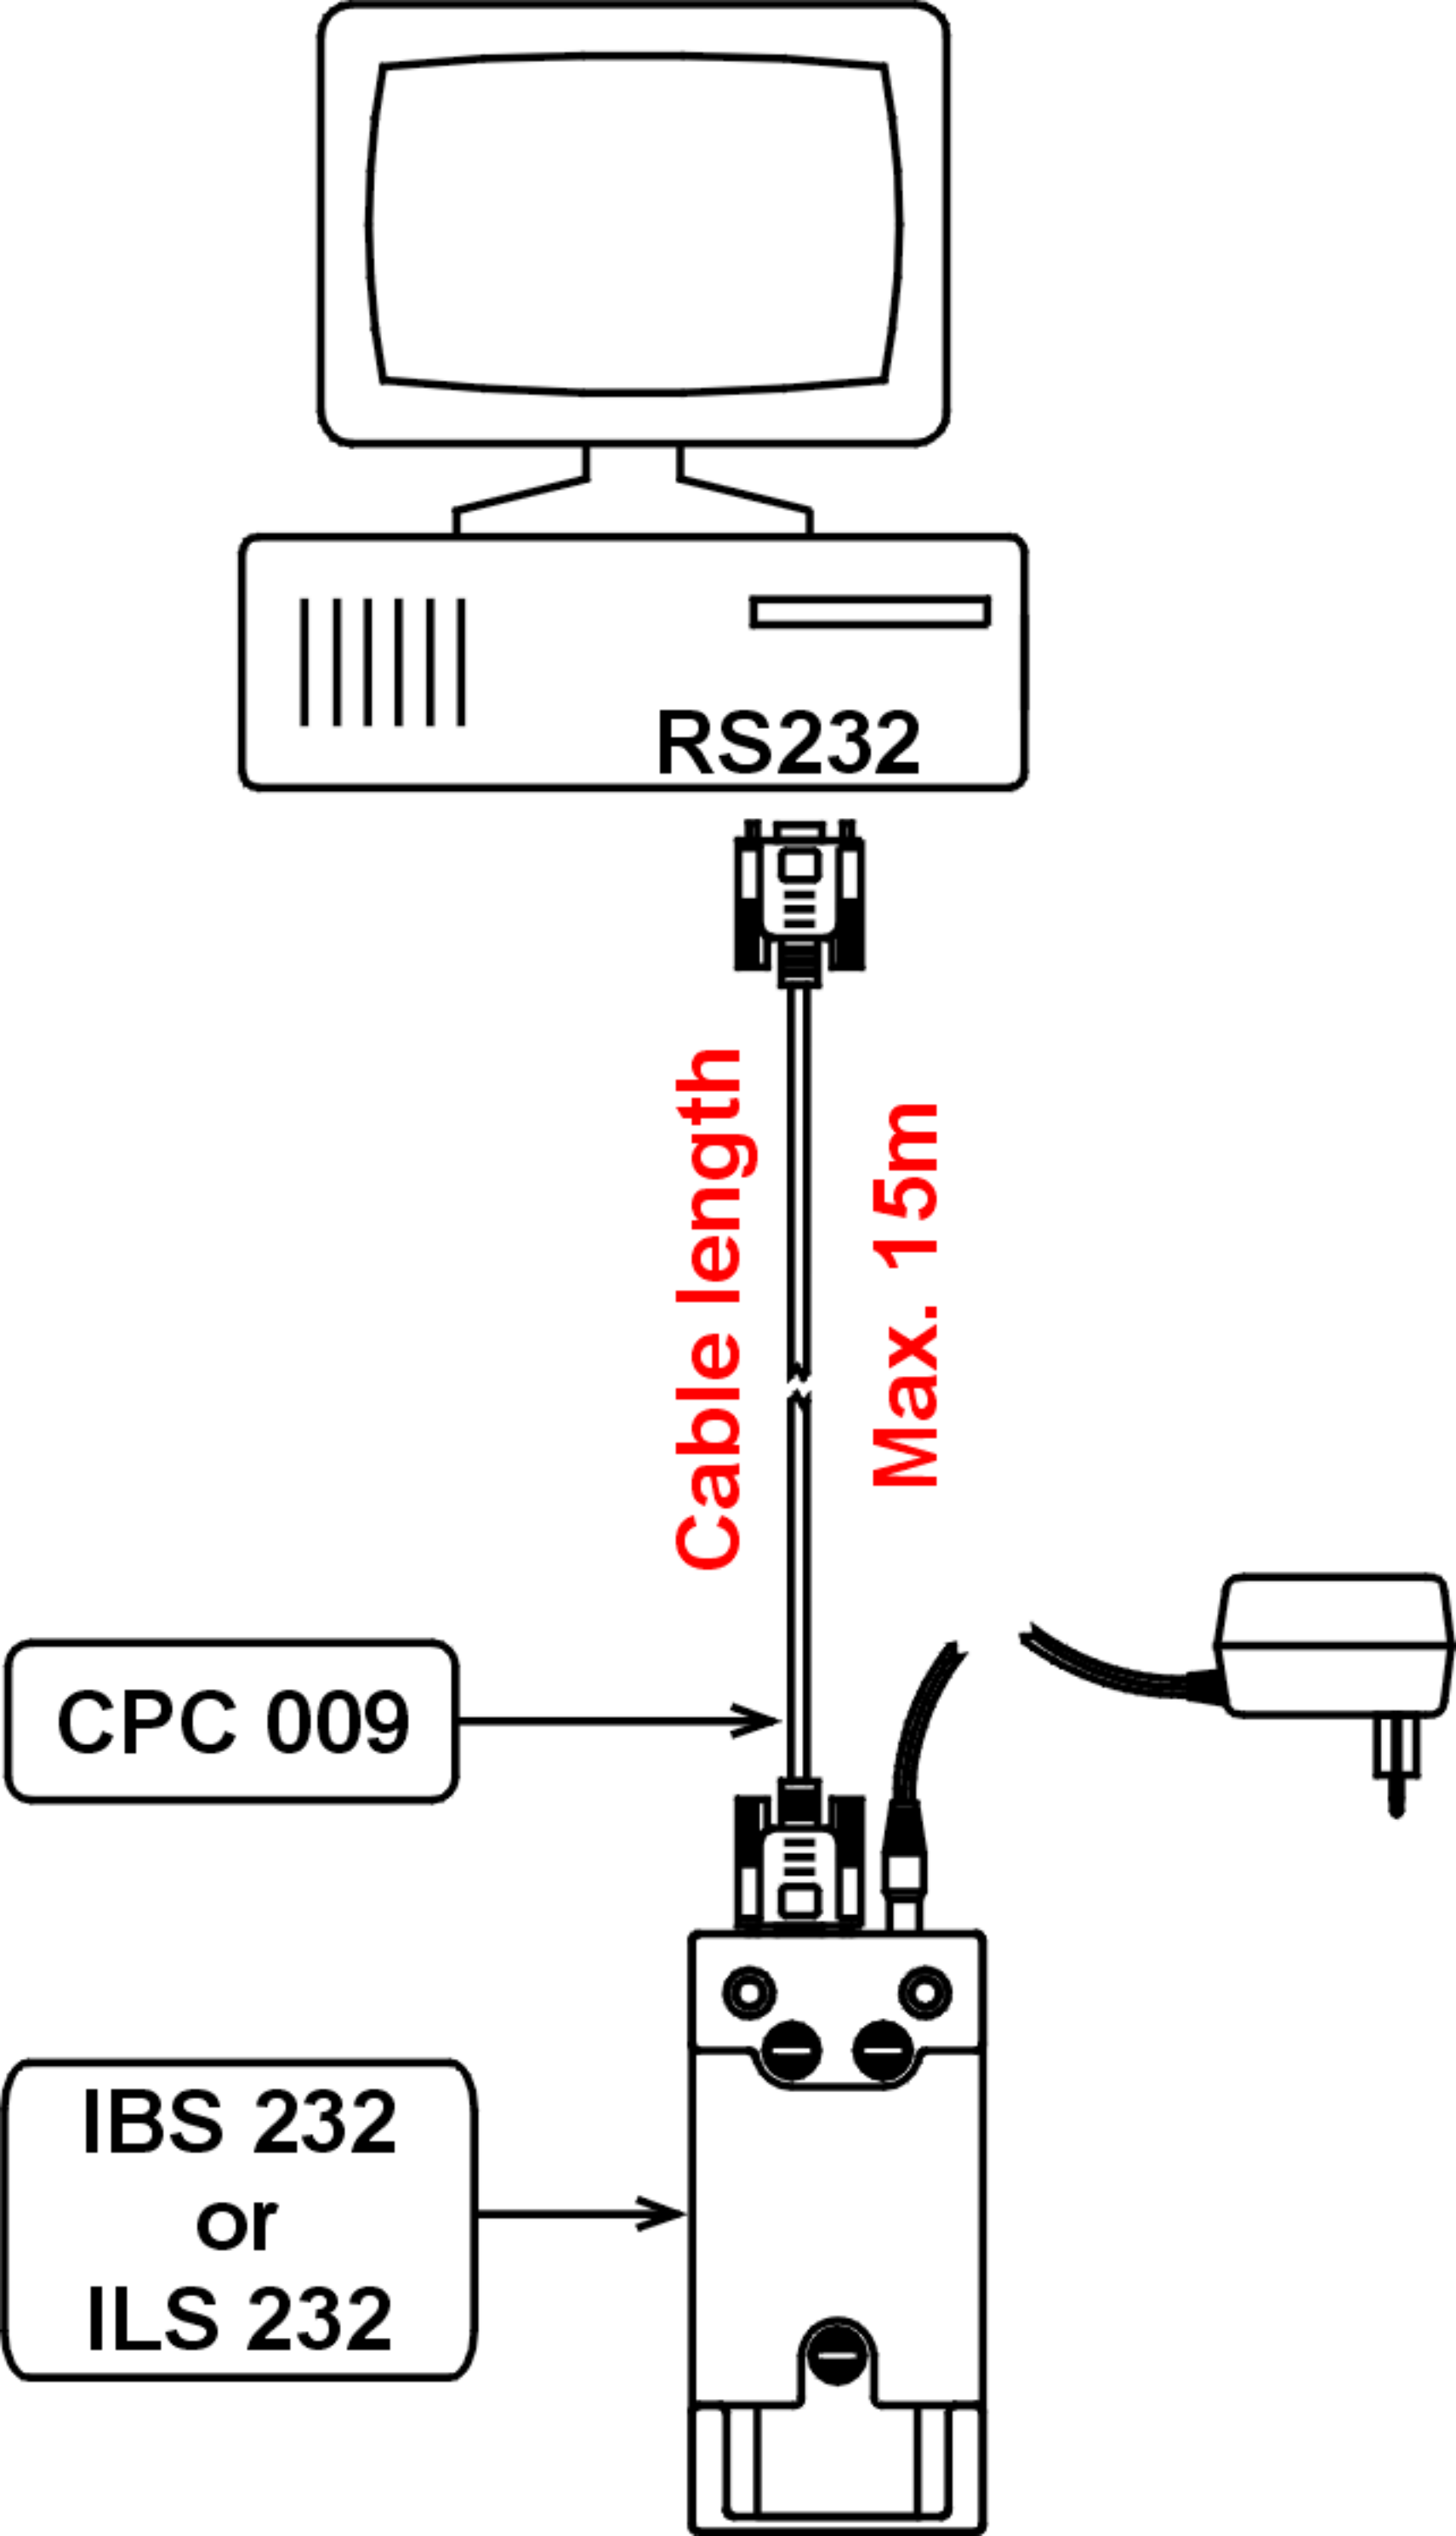 RS232
Cable length
Max. 15m
CPC 009
IBS 232
or
ILS 232